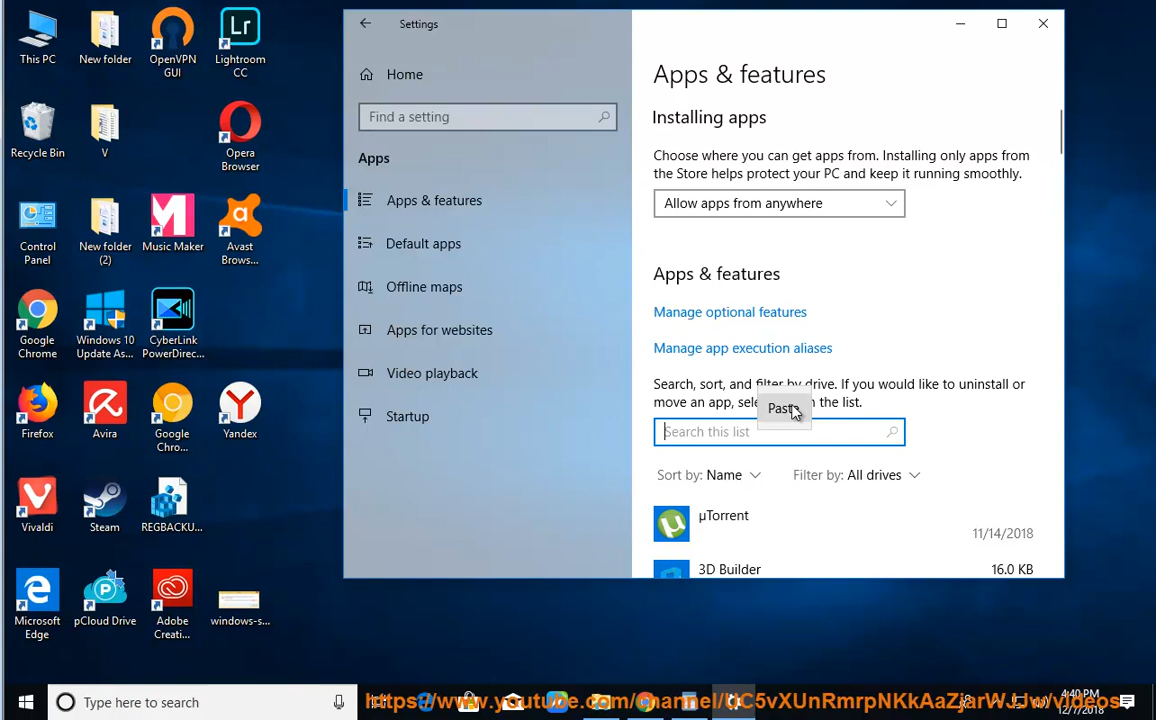 This PC
New folder
OpenVPN
GUI
Lightroom
CC
Recycle Bin
V
Opera
Browser
Control
Panel
New folder
(2)
Music Maker
Avast
Brows...
Google
Chrome
Windows 10
Update As...
CyberLink
PowerDirec...
Firefox
Avira
Google
Chro...
Yandex
Vivaldi
Steam
REGBACKU...
Microsoft
Edge
pCloud Drive
Adobe
Creati...
windows-s...
Settings
Home
Find a setting
Apps
Apps & features
Default apps
Offline maps
Apps for websites
Video playback
Startup
Apps & features
Installing apps
Choose where you can get apps from. Installing only apps from
the Store helps protect your PC and keep it running smoothly.
Allow apps from anywhere
Apps & features
Manage optional features
Manage app execution aliases
Search, sort, and filter by drive. If you would like to uninstall or
move an app, the list.
Paste
Search this list
Sort by: Name
Filter by: All drives
µTorrent
11/14/2018
3D Builder
16.0 KB
Type here to search
4:40 PM
12/7/2018